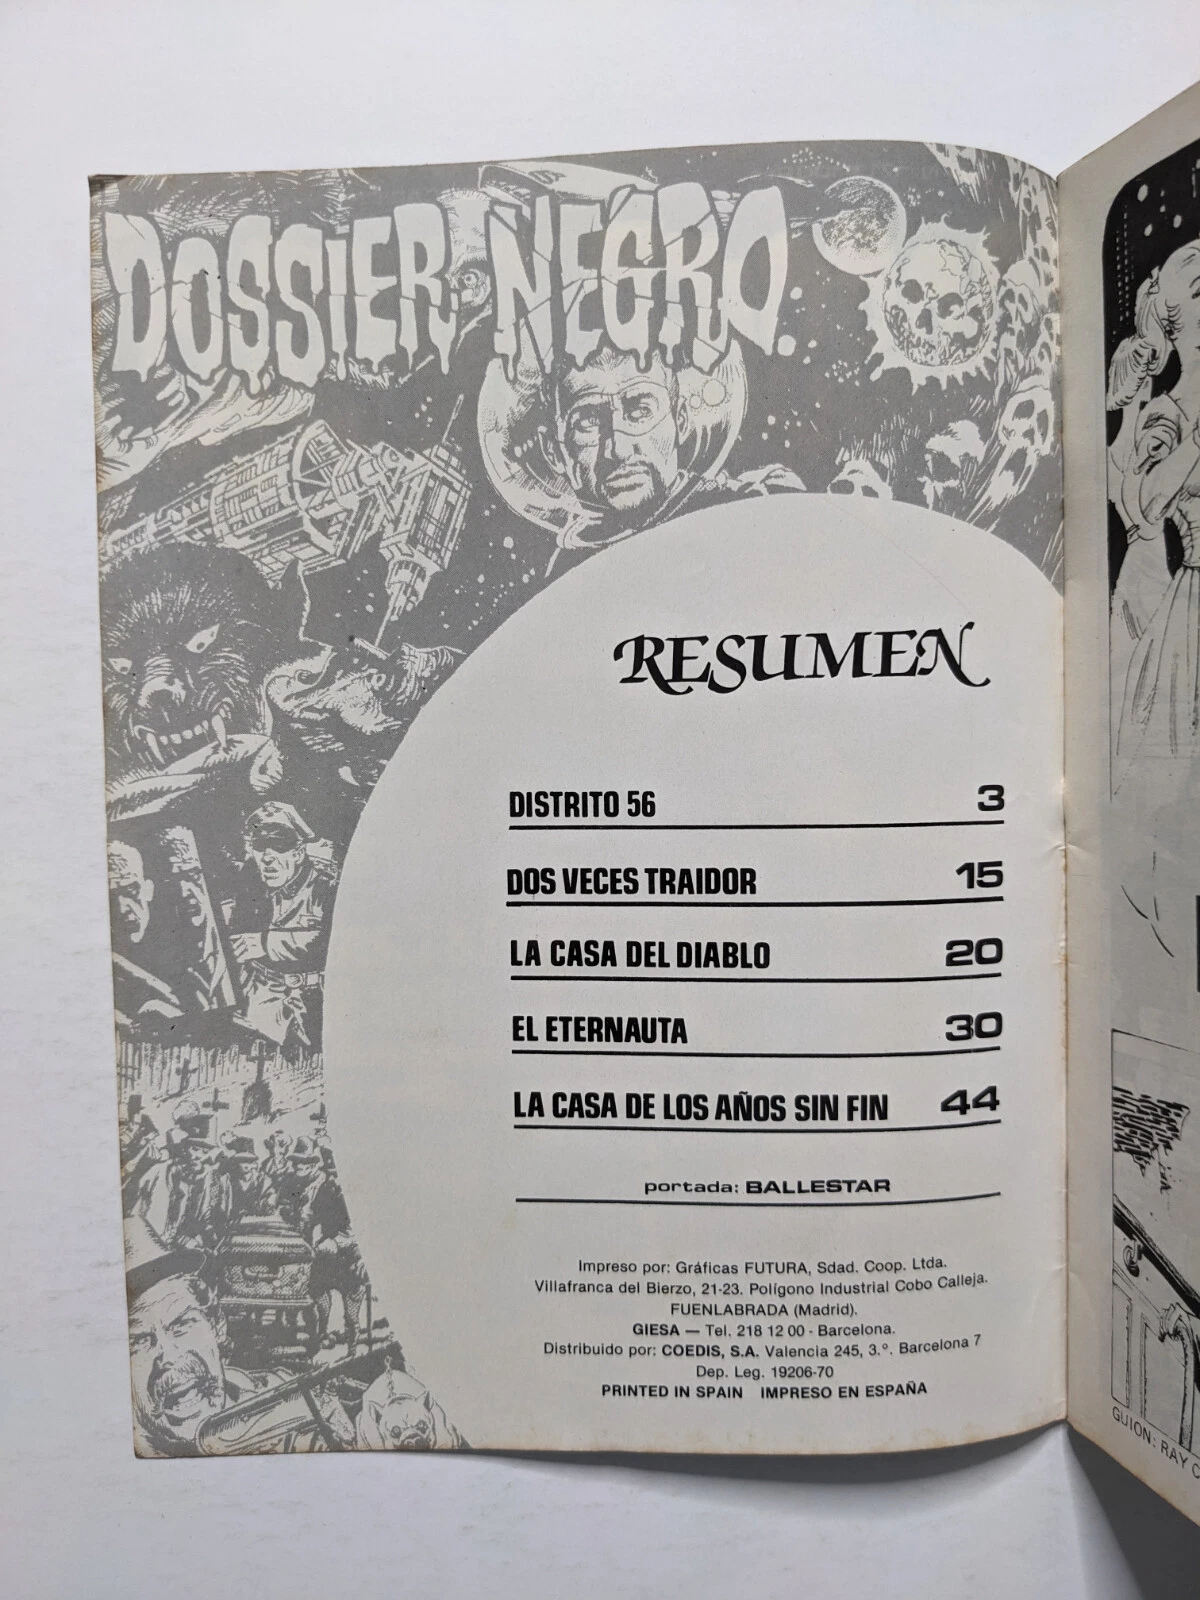 DOSSIER NEGRO
RESUMEN
DISTRITO 56 3
DOS VECES TRAIDOR 15
LA CASA DEL DIABLO 20
EL ETERNAUTA 30
LA CASA DE LOS AÑOS SIN FIN 44
portada: BALLESTAR
Impreso por: Gráficas FUTURA, Sdad. Coop. Ltda.
Villafranca del Bierzo, 21-23. Polígono Industrial Cobo Calleja.
FUENLABRADA (Madrid).
GIESA — Tel. 218 12 00 - Barcelona.
Distribuido por: COEDIS, S.A. Valencia 245, 3.º. Barcelona 7
Dep. Leg. 19206-70
PRINTED IN SPAIN IMPRESO EN ESPAÑA
GUION: RAY